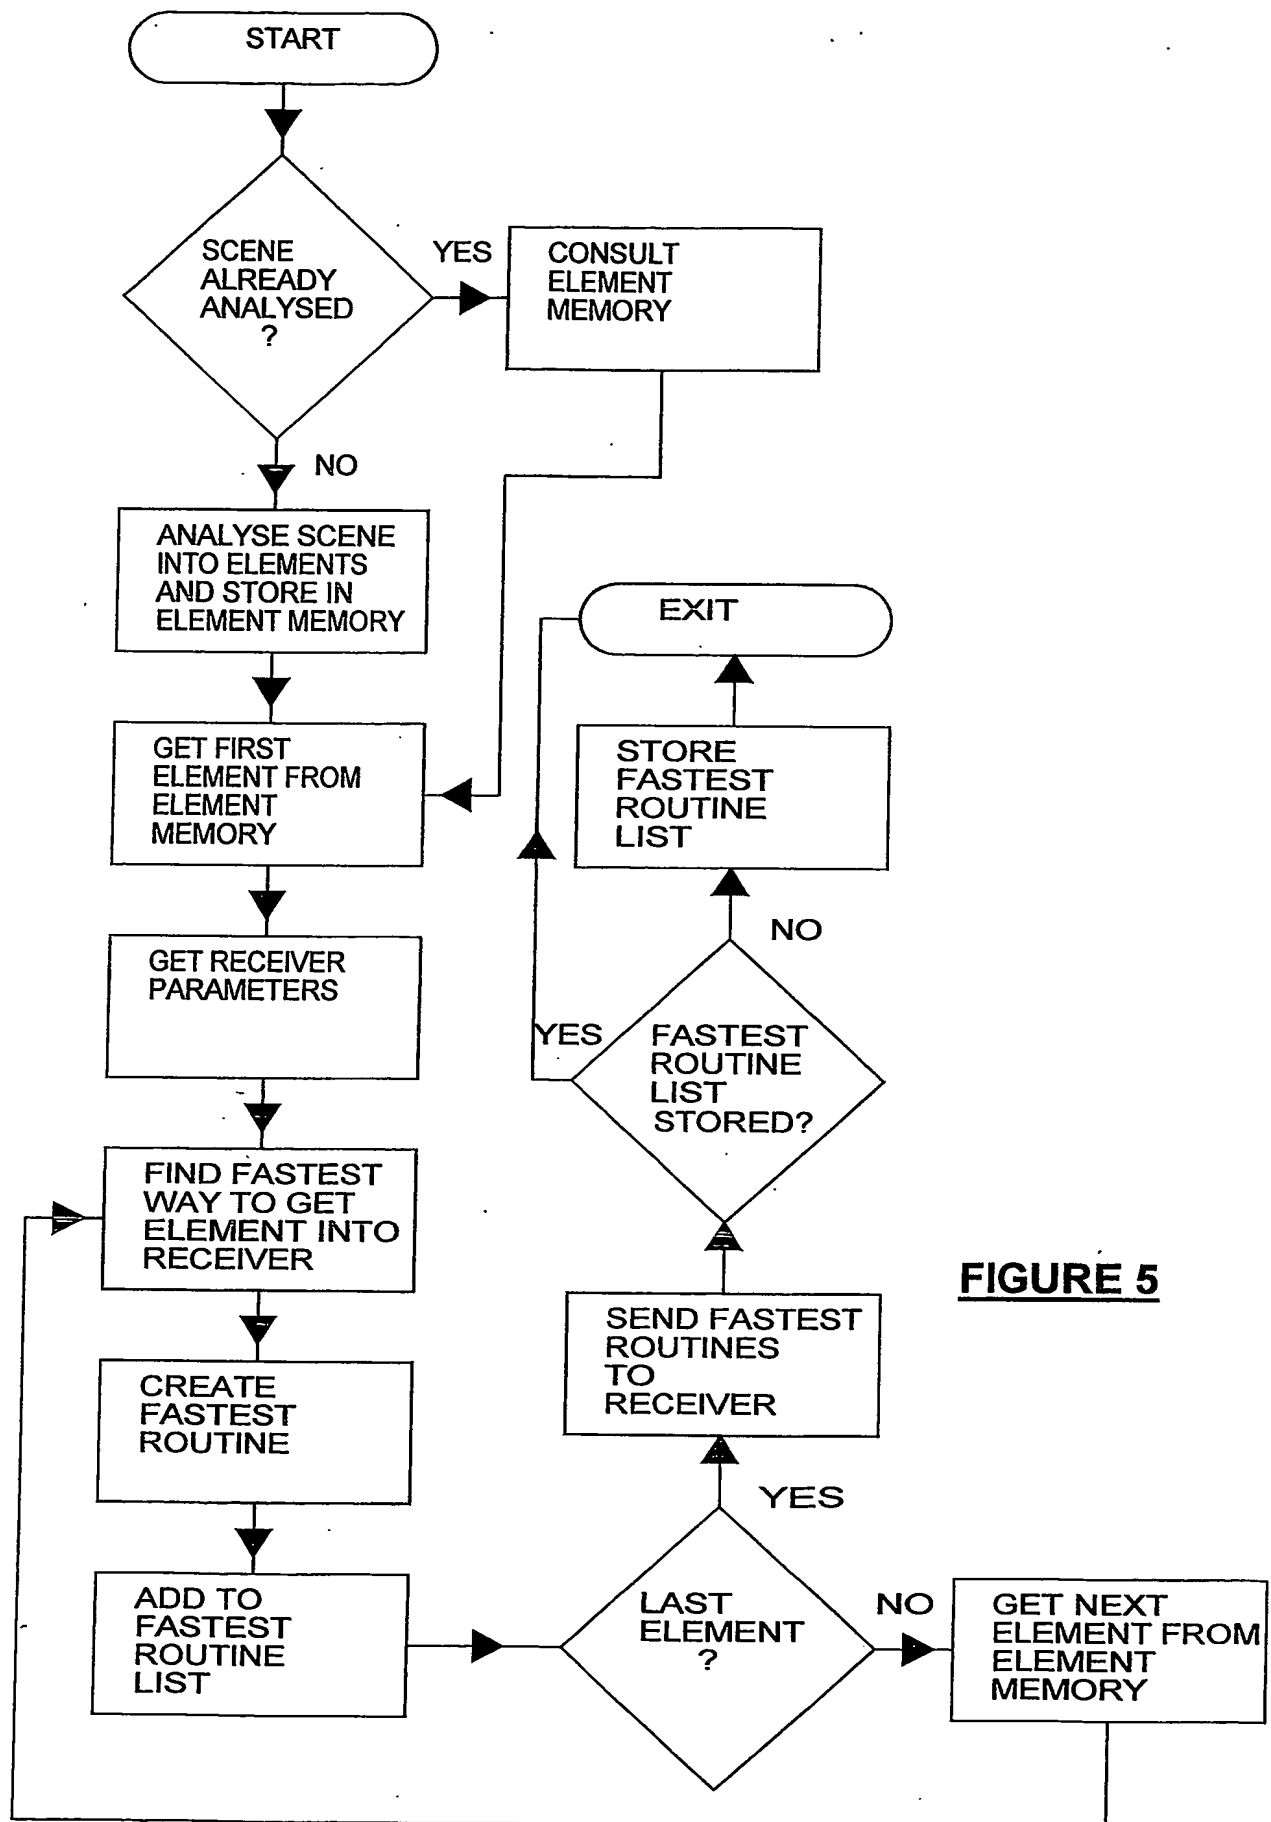 START
SCENE
ALREADY
ANALYSED
?
YES
CONSULT
ELEMENT
MEMORY
NO
ANALYSE SCENE
INTO ELEMENTS
AND STORE IN
ELEMENT MEMORY
GET FIRST
ELEMENT FROM
ELEMENT
MEMORY
GET RECEIVER
PARAMETERS
FIND FASTEST
WAY TO GET
ELEMENT INTO
RECEIVER
CREATE
FASTEST
ROUTINE
ADD TO
FASTEST
ROUTINE
LIST
LAST
ELEMENT
?
NO
GET NEXT
ELEMENT FROM
ELEMENT
MEMORY
YES
SEND FASTEST
ROUTINES
TO
RECEIVER
FASTEST
ROUTINE
LIST
STORED?
YES
NO
STORE
FASTEST
ROUTINE
LIST
EXIT
FIGURE 5